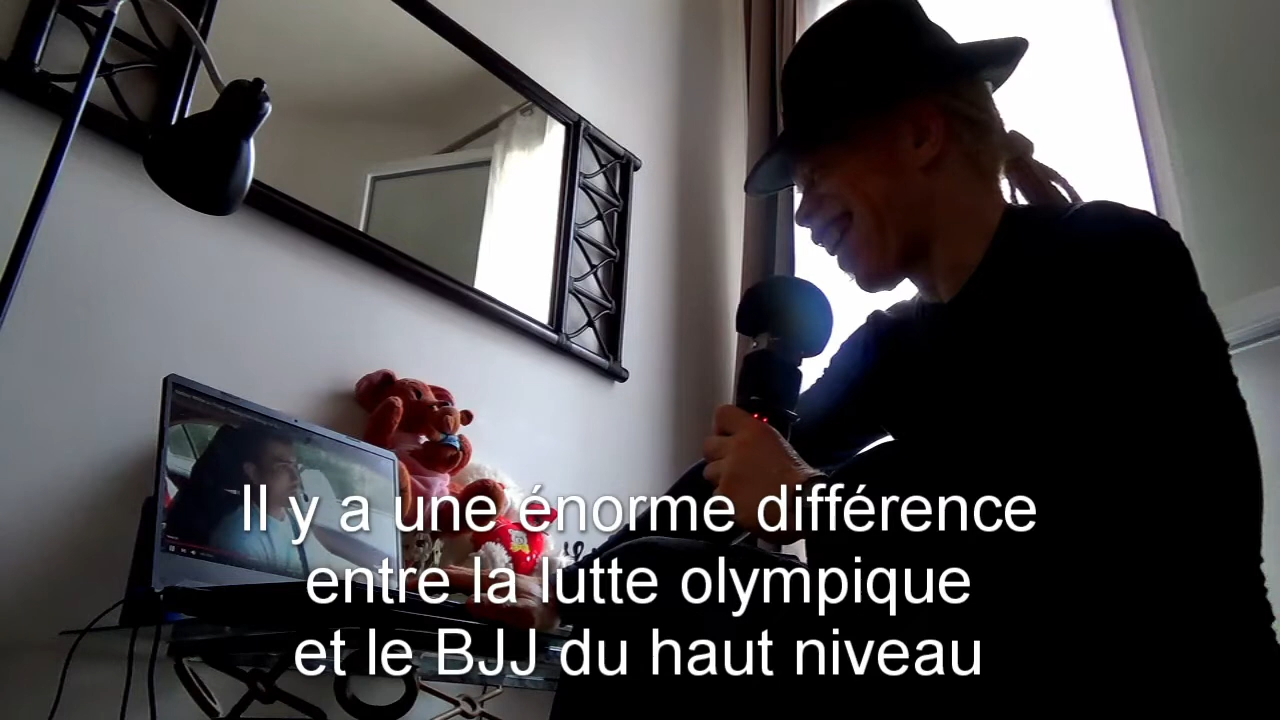 Il y a une énorme différence
entre la lutte olympique
et le BJJ du haut niveau